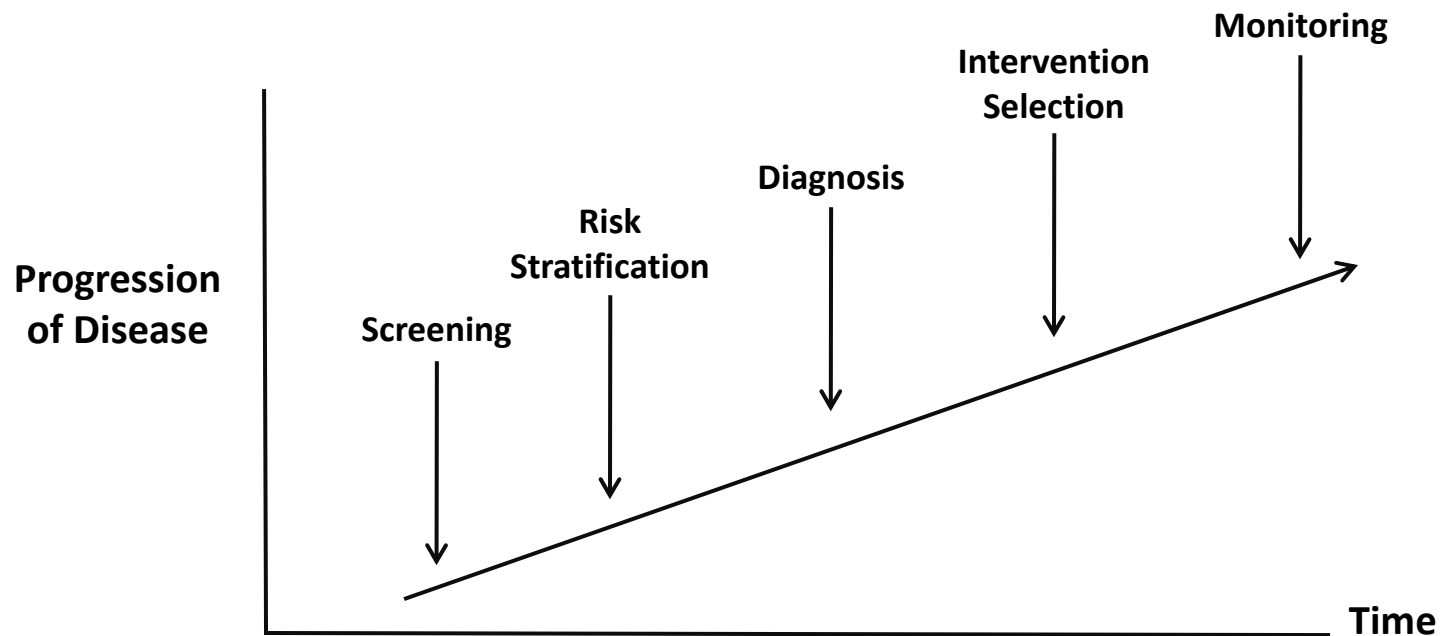 Monitoring
Intervention
Selection
Diagnosis
Risk
Stratification
Screening
Progression
of Disease
Time